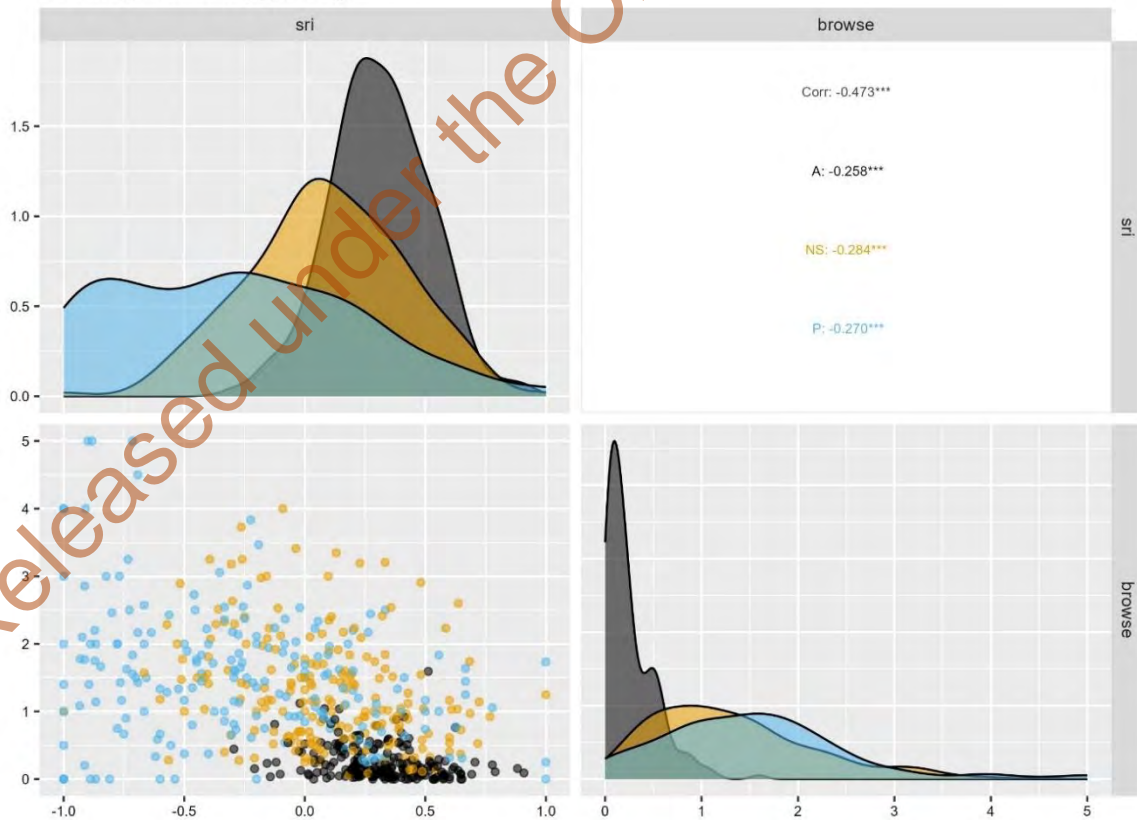 sri
browse
1.5
1.0
0.5
0.0
Corr: -0.473***
A: -0.258***
NS: -0.284***
P: -0.270***
sri
5
4
3
2
1
0
browse
-1.0
-0.5
0.0
0.5
1.0
0
1
2
3
4
5
Released under the O